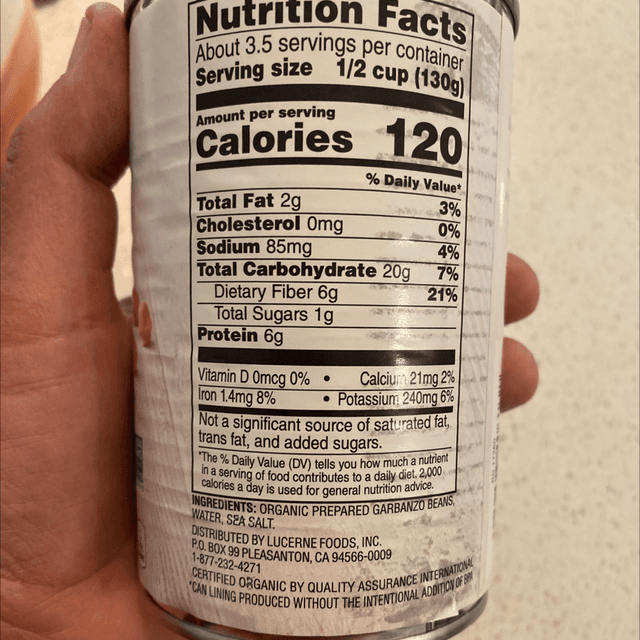 Nutrition Facts
About 3.5 servings per container
Serving size 1/2 cup (130g)
Amount per serving
Calories 120
% Daily Value*
Total Fat 2g 3%
Cholesterol 0mg 0%
Sodium 85mg 4%
Total Carbohydrate 20g 7%
Dietary Fiber 6g 21%
Total Sugars 1g
Protein 6g
Vitamin D 0mcg 0% • Calcium 21mg 2%
Iron 1.4mg 8% • Potassium 240mg 6%
Not a significant source of saturated fat,
trans fat, and added sugars.
*The % Daily Value (DV) tells you how much a nutrient
in a serving of food contributes to a daily diet. 2,000
calories a day is used for general nutrition advice.
INGREDIENTS: ORGANIC PREPARED GARBANZO BEANS,
WATER, SEA SALT.
DISTRIBUTED BY LUCERNE FOODS, INC.
P.O. BOX 99 PLEASANTON, CA 94566-0009
1-877-232-4271
CERTIFIED ORGANIC BY QUALITY ASSURANCE INTERNATIONAL
*CAN LINING PRODUCED WITHOUT THE INTENTIONAL ADDITION OF BPA